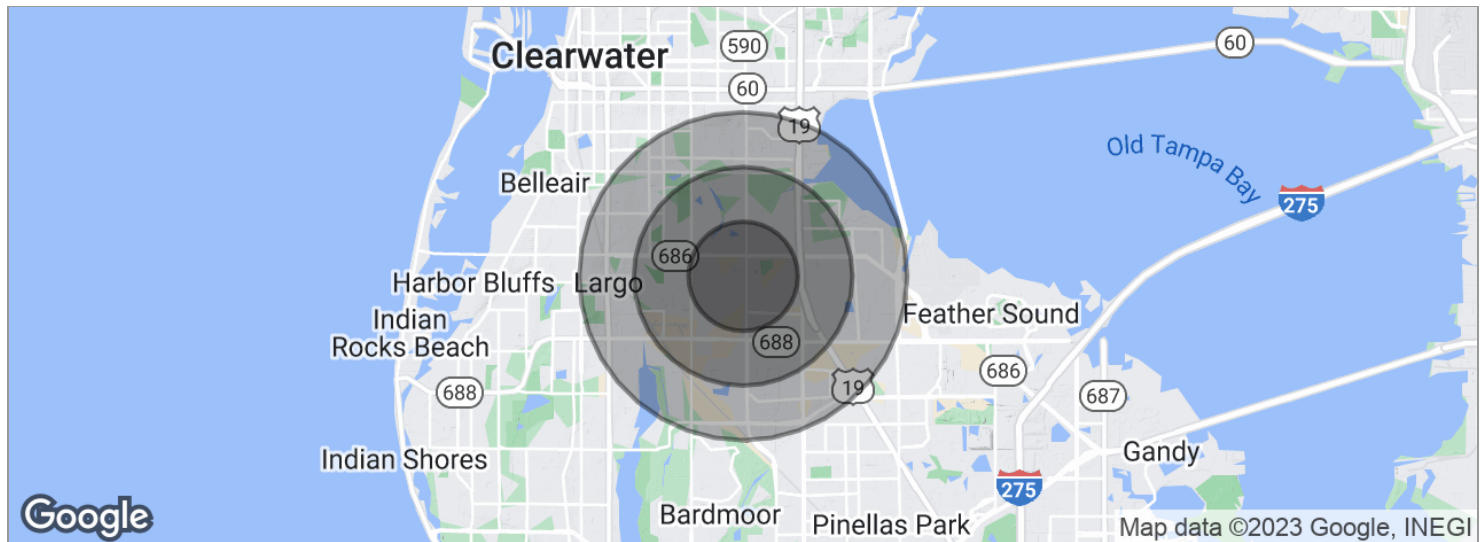 Clearwater
590
60
60
19
Old Tampa Bay
Belleair
275
686
Harbor Bluffs
Largo
Feather Sound
Indian
Rocks Beach
688
686
19
688
687
Indian Shores
Gandy
275
Bardmoor
Pinellas Park
Google
Map data ©2023 Google, INEGI